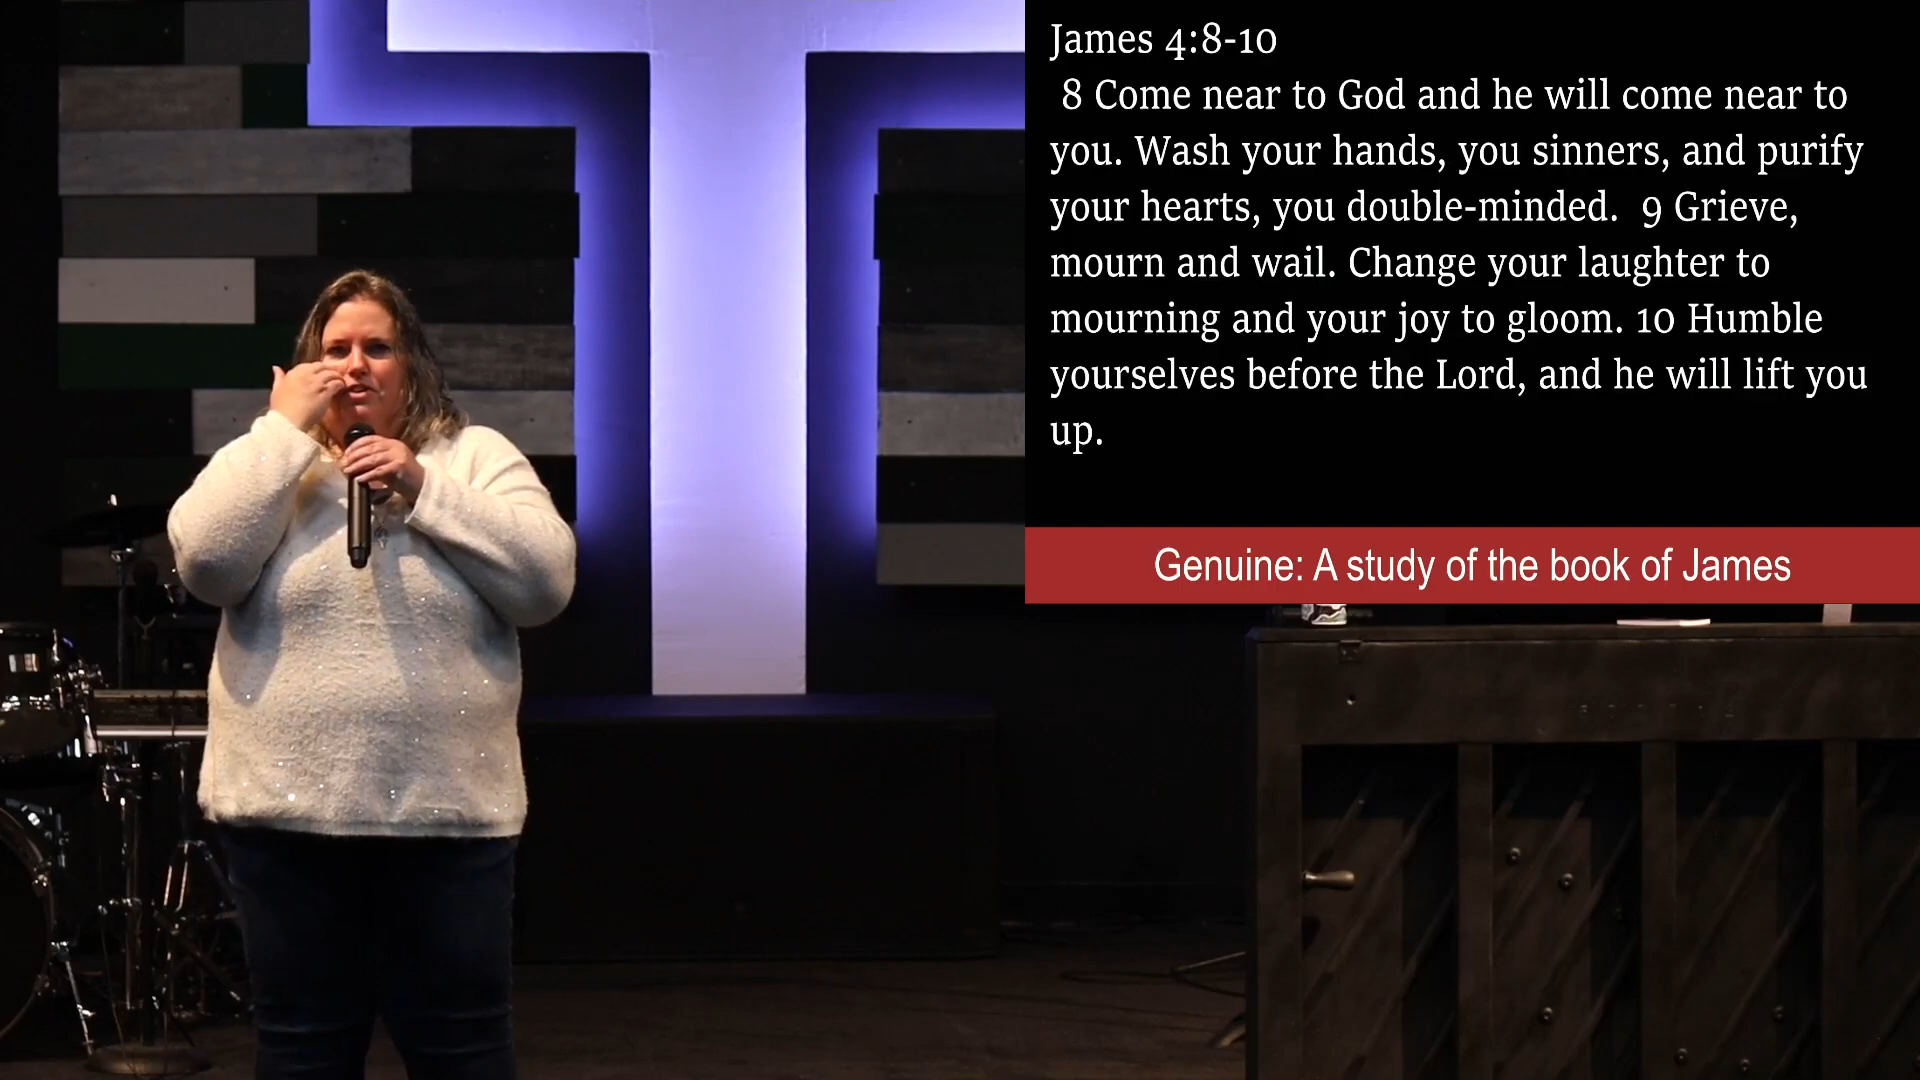 James 4:8-10
8 Come near to God and he will come near to
you. Wash your hands, you sinners, and purify
your hearts, you double-minded.  9 Grieve,
mourn and wail. Change your laughter to
mourning and your joy to gloom. 10 Humble
yourselves before the Lord, and he will lift you
up.
Genuine: A study of the book of James